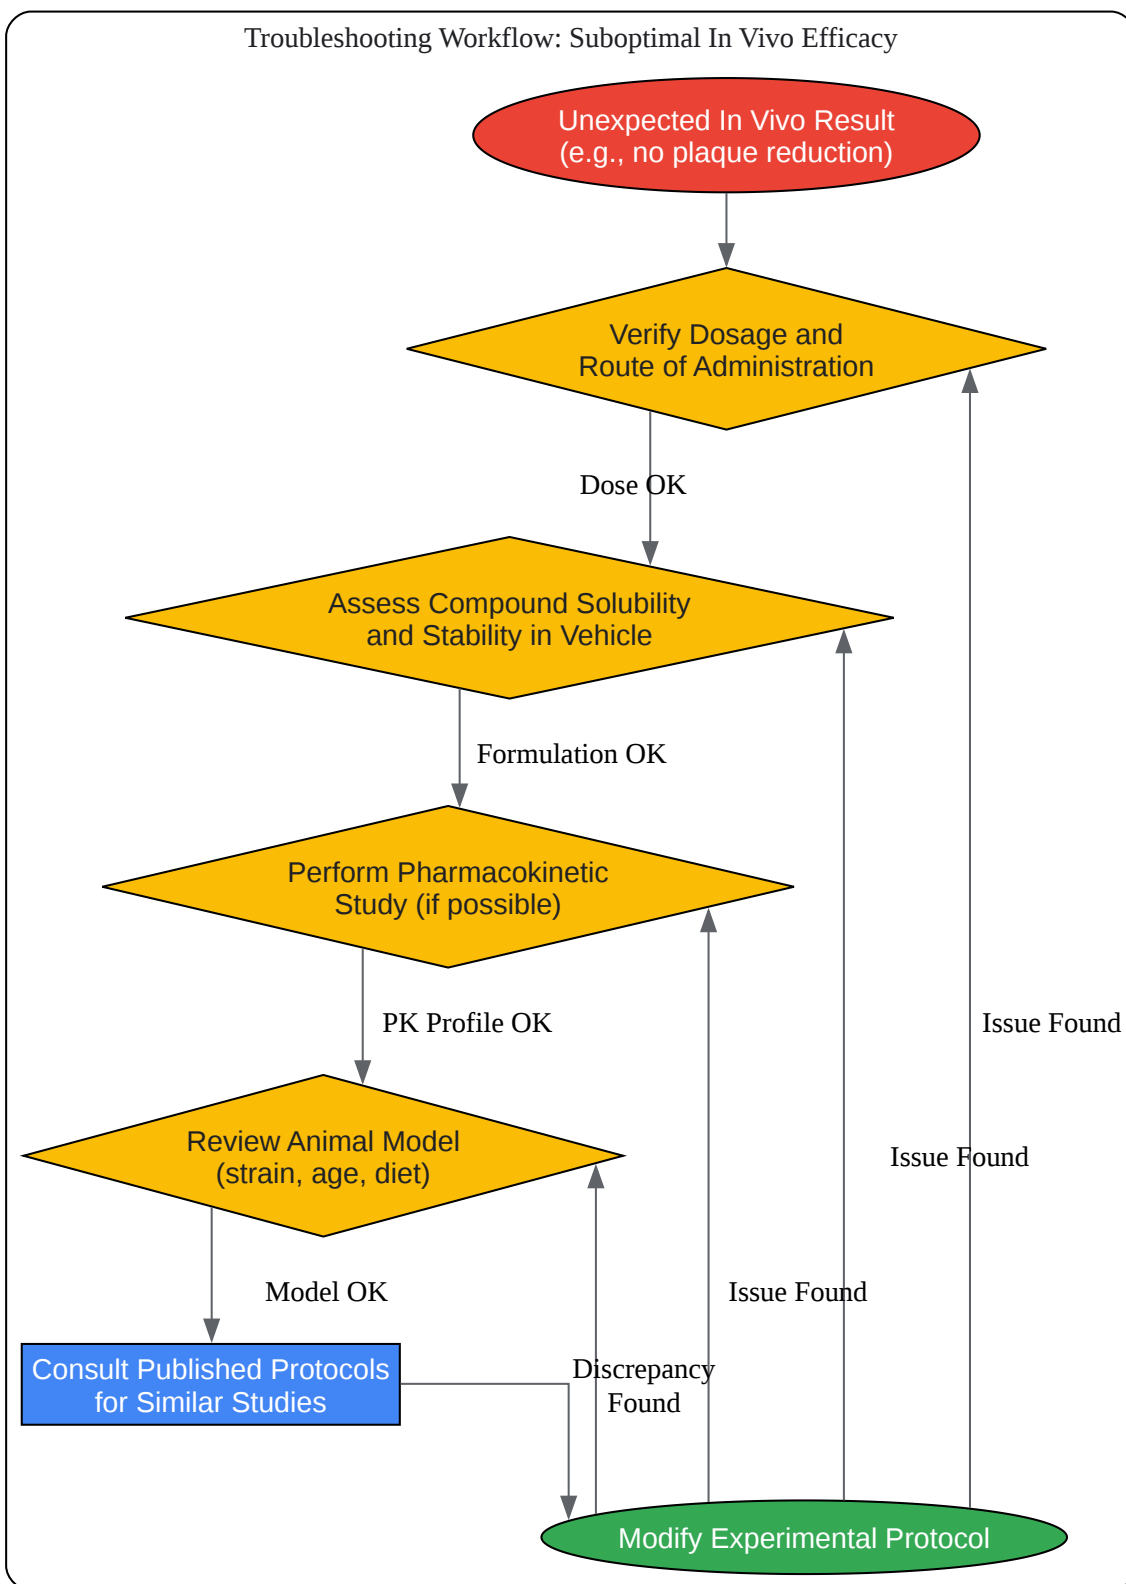 Troubleshooting Workflow: Suboptimal In Vivo Efficacy
Unexpected In Vivo Result
(e.g., no plaque reduction)
Verify Dosage and
Route of Administration
Dose OK
Assess Compound Solubility
and Stability in Vehicle
Formulation OK
Perform Pharmacokinetic
Study (if possible)
PK Profile OK
Issue Found
Review Animal Model
(strain, age, diet)
Issue Found
Model OK
Issue Found
Consult Published Protocols
for Similar Studies
Discrepancy
Found
Modify Experimental Protocol